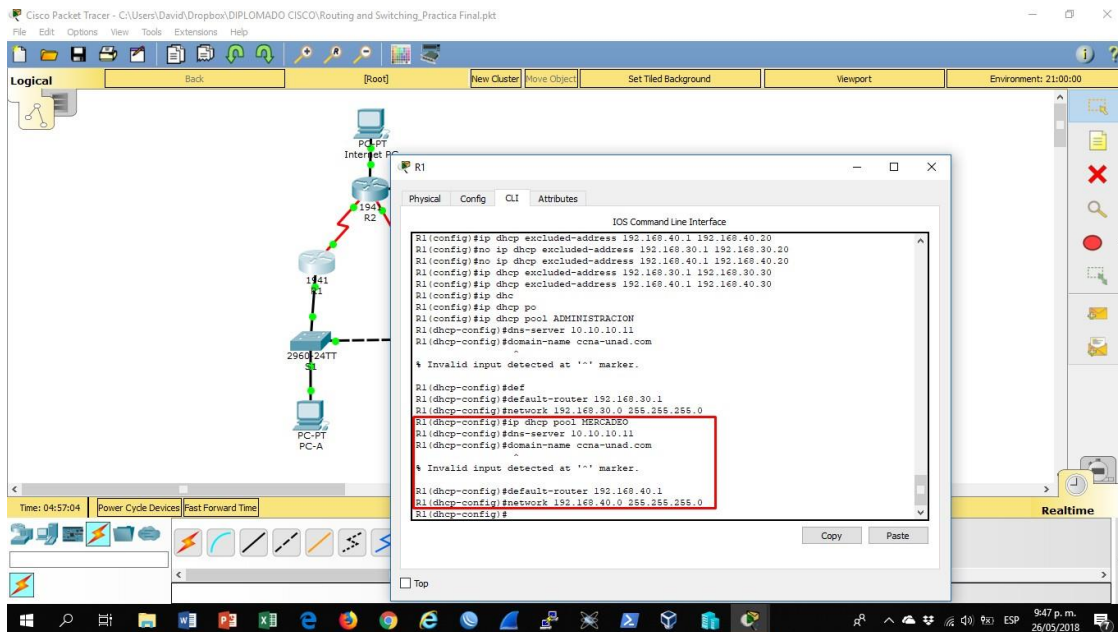 Cisco Packet Tracer - C:\Users\David\Dropbox\DIPLOMADO CISCO\Routing and Switching_Practica Final.pkt
File Edit Options View Tools Extensions Help
Logical Back [Root] New Cluster Move Object Set Tiled Background Viewport Environment: 21:00:00
PC-PT
Internet PC
1941
R2
1941
R1
2960-24TT
S1
PC-PT
PC-A
R1
Physical Config CLI Attributes
IOS Command Line Interface
R1(config)#ip dhcp excluded-address 192.168.40.1 192.168.40.20
R1(config)#no ip dhcp excluded-address 192.168.30.1 192.168.30.20
R1(config)#no ip dhcp excluded-address 192.168.40.1 192.168.40.20
R1(config)#ip dhcp excluded-address 192.168.30.1 192.168.30.30
R1(config)#ip dhcp excluded-address 192.168.40.1 192.168.40.30
R1(config)#ip dhc
R1(config)#ip dhcp po
R1(config)#ip dhcp pool ADMINISTRACION
R1(dhcp-config)#dns-server 10.10.10.11
R1(dhcp-config)#domain-name ccna-unad.com
^
% Invalid input detected at '^' marker.
R1(dhcp-config)#def
R1(dhcp-config)#default-router 192.168.30.1
R1(dhcp-config)#network 192.168.30.0 255.255.255.0
R1(dhcp-config)#ip dhcp pool MERCADEO
R1(dhcp-config)#dns-server 10.10.10.11
R1(dhcp-config)#domain-name ccna-unad.com
^
% Invalid input detected at '^' marker.
R1(dhcp-config)#default-router 192.168.40.1
R1(dhcp-config)#network 192.168.40.0 255.255.255.0
R1(dhcp-config)#
Copy Paste
Top
Time: 04:57:04 Power Cycle Devices Fast Forward Time Realtime
ESP
9:47 p. m.
26/05/2018